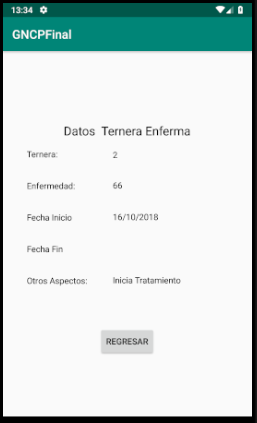 13:34
GNCPFinal
Datos Ternera Enferma
Ternera: 2
Enfermedad: 66
Fecha Inicio 16/10/2018
Fecha Fin
Otros Aspectos: Inicia Tratamiento
REGRESAR